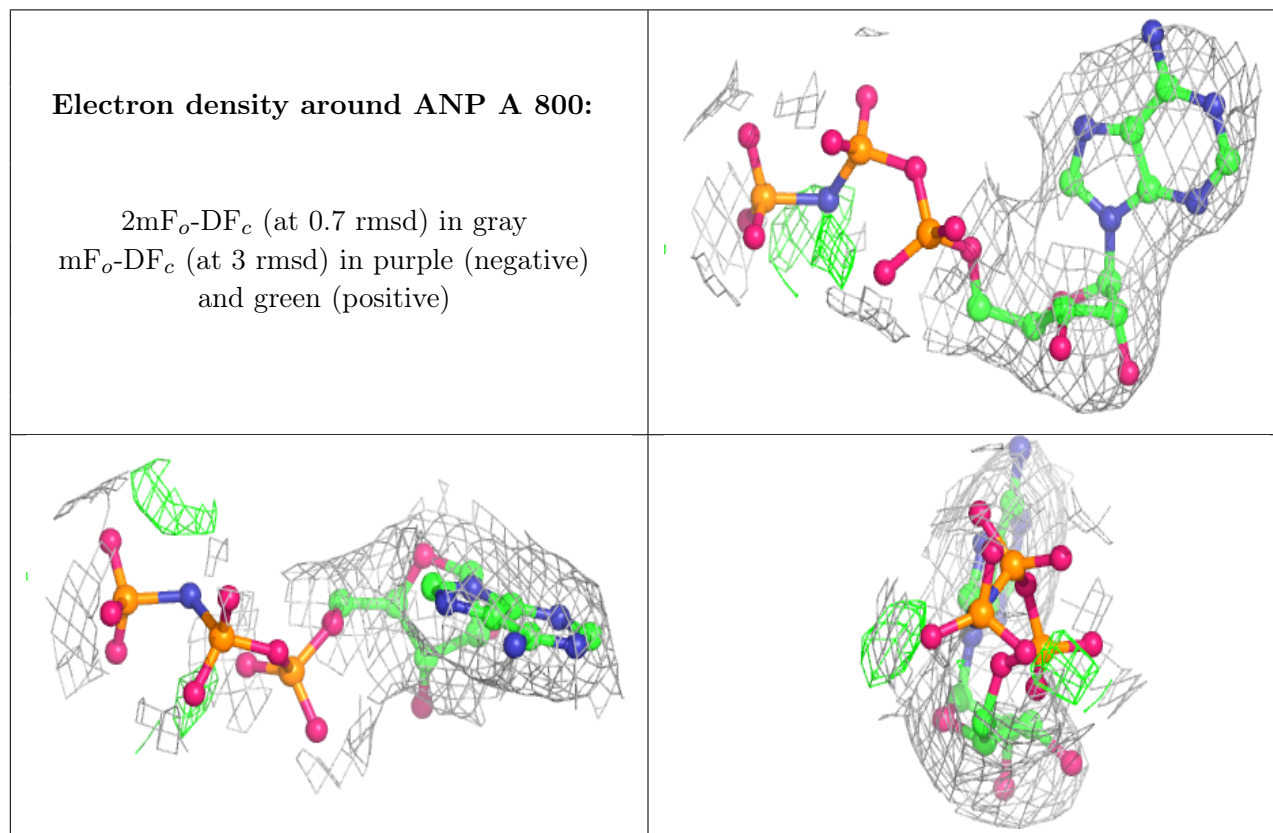 Electron density around ANP A 800:
2mFo-DFc (at 0.7 rmsd) in gray
mFo-DFc (at 3 rmsd) in purple (negative)
and green (positive)